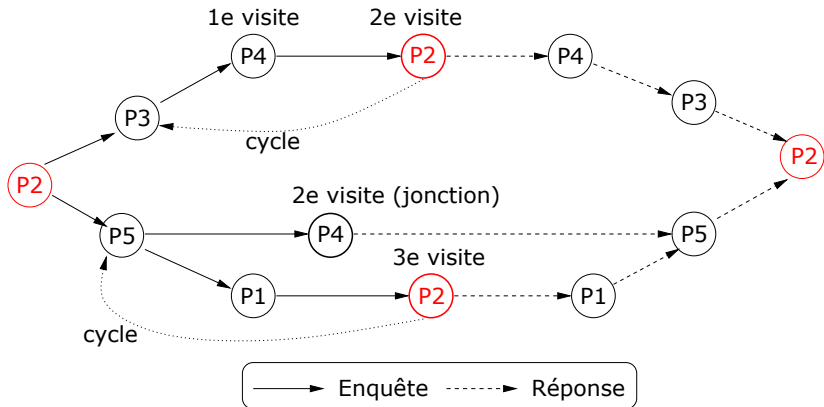 1e visite
2e visite
P4
P2
P4
P3
P3
cycle
P2
P2
2e visite (jonction)
P5
P4
P5
3e visite
P1
P2
P1
cycle
Enquête
Réponse